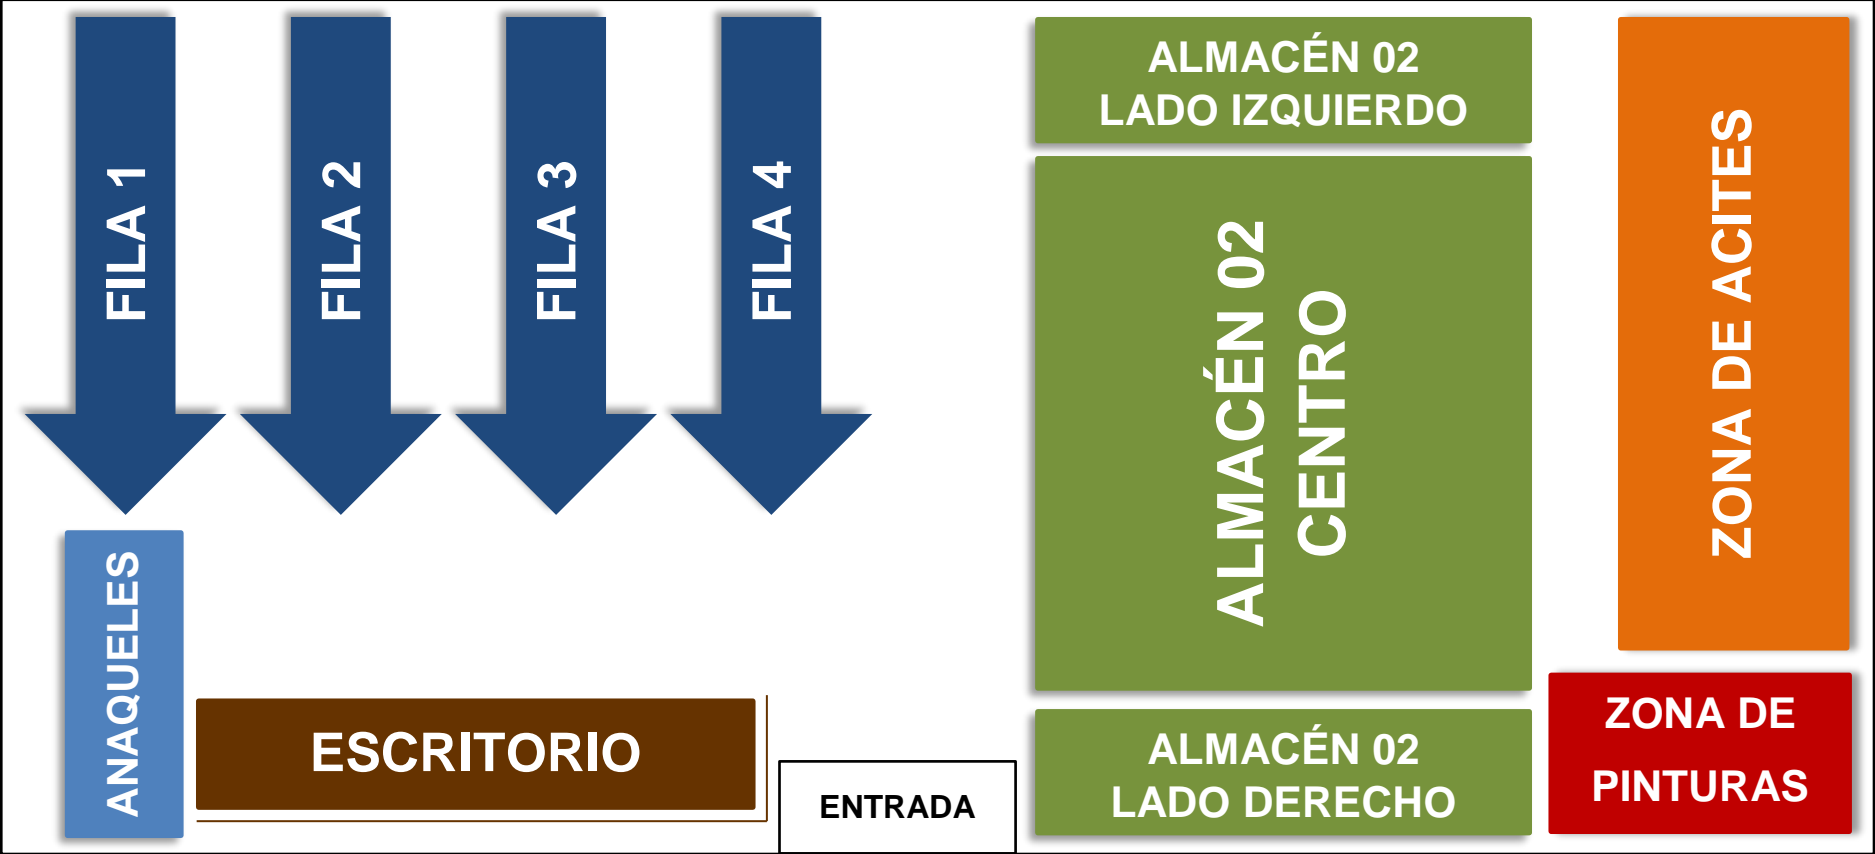 FILA 1
FILA 2
FILA 3
FILA 4
ANAQUELES
ESCRITORIO
ENTRADA
ALMACÉN 02
LADO IZQUIERDO
ALMACÉN 02
CENTRO
ALMACÉN 02
LADO DERECHO
ZONA DE ACITES
ZONA DE
PINTURAS